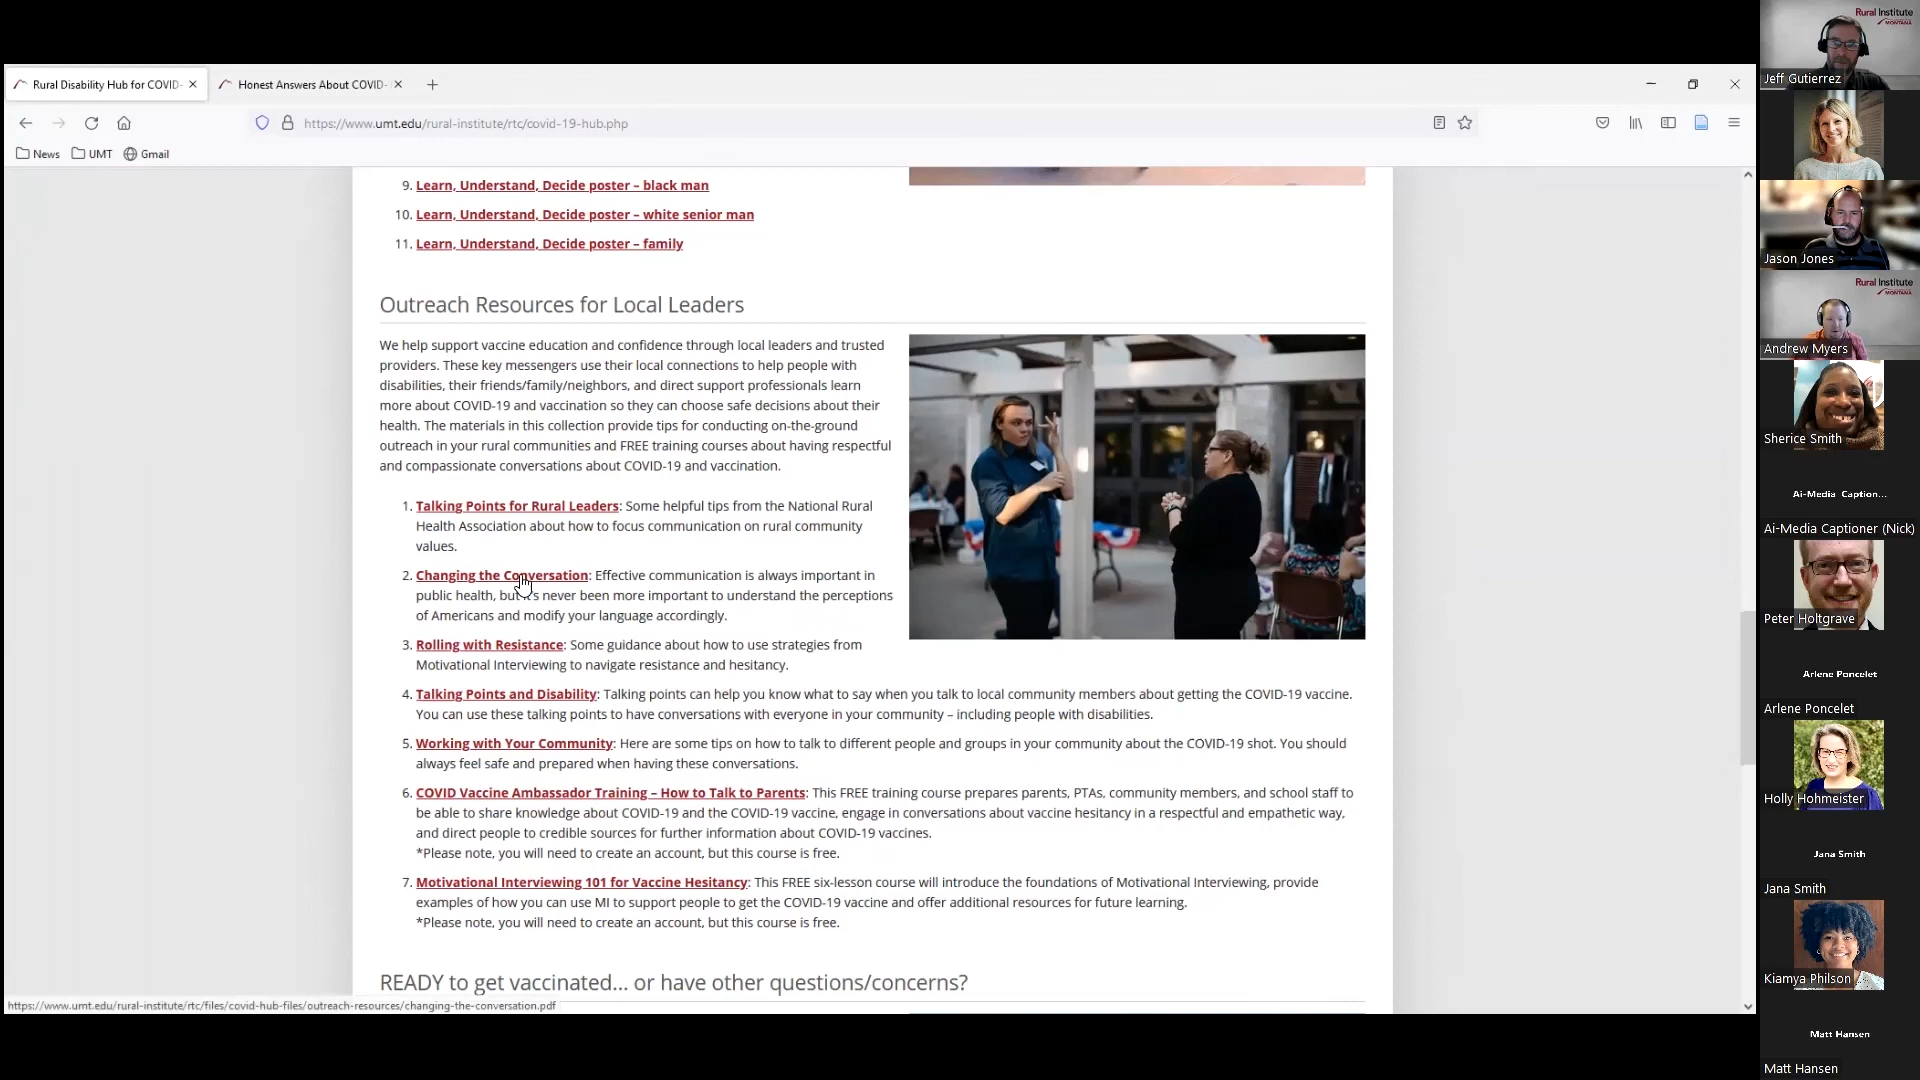 Rural Disability Hub for COVID-
Honest Answers About COVID-
https://www.umt.edu/rural-institute/rtc/covid-19-hub.php
News
UMT
Gmail
9. Learn, Understand, Decide poster – black man
10. Learn, Understand, Decide poster – white senior man
11. Learn, Understand, Decide poster – family
Outreach Resources for Local Leaders
We help support vaccine education and confidence through local leaders and trusted
providers. These key messengers use their local connections to help people with
disabilities, their friends/family/neighbors, and direct support professionals learn
more about COVID-19 and vaccination so they can choose safe decisions about their
health. The materials in this collection provide tips for conducting on-the-ground
outreach in your rural communities and FREE training courses about having respectful
and compassionate conversations about COVID-19 and vaccination.
1. Talking Points for Rural Leaders: Some helpful tips from the National Rural
Health Association about how to focus communication on rural community
values.
2. Changing the Conversation: Effective communication is always important in
public health, but it's never been more important to understand the perceptions
of Americans and modify your language accordingly.
3. Rolling with Resistance: Some guidance about how to use strategies from
Motivational Interviewing to navigate resistance and hesitancy.
4. Talking Points and Disability: Talking points can help you know what to say when you talk to local community members about getting the COVID-19 vaccine.
You can use these talking points to have conversations with everyone in your community – including people with disabilities.
5. Working with Your Community: Here are some tips on how to talk to different people and groups in your community about the COVID-19 shot. You should
always feel safe and prepared when having these conversations.
6. COVID Vaccine Ambassador Training – How to Talk to Parents: This FREE training course prepares parents, PTAs, community members, and school staff to
be able to share knowledge about COVID-19 and the COVID-19 vaccine, engage in conversations about vaccine hesitancy in a respectful and empathetic way,
and direct people to credible sources for further information about COVID-19 vaccines.
*Please note, you will need to create an account, but this course is free.
7. Motivational Interviewing 101 for Vaccine Hesitancy: This FREE six-lesson course will introduce the foundations of Motivational Interviewing, provide
examples of how you can use MI to support people to get the COVID-19 vaccine and offer additional resources for future learning.
*Please note, you will need to create an account, but this course is free.
READY to get vaccinated... or have other questions/concerns?
https://www.umt.edu/rural-institute/rtc/files/covid-hub-files/outreach-resources/changing-the-conversation.pdf
Rural Institute
MONTANA
Jeff Gutierrez
Jason Jones
Rural Institute
MONTANA
Andrew Myers
Sherice Smith
Ai-Media Caption...
Ai-Media Captioner (Nick)
Peter Holtgrave
Arlene Poncelet
Arlene Poncelet
Holly Hohmeister
Jana Smith
Jana Smith
Kiamya Philson
Matt Hansen
Matt Hansen